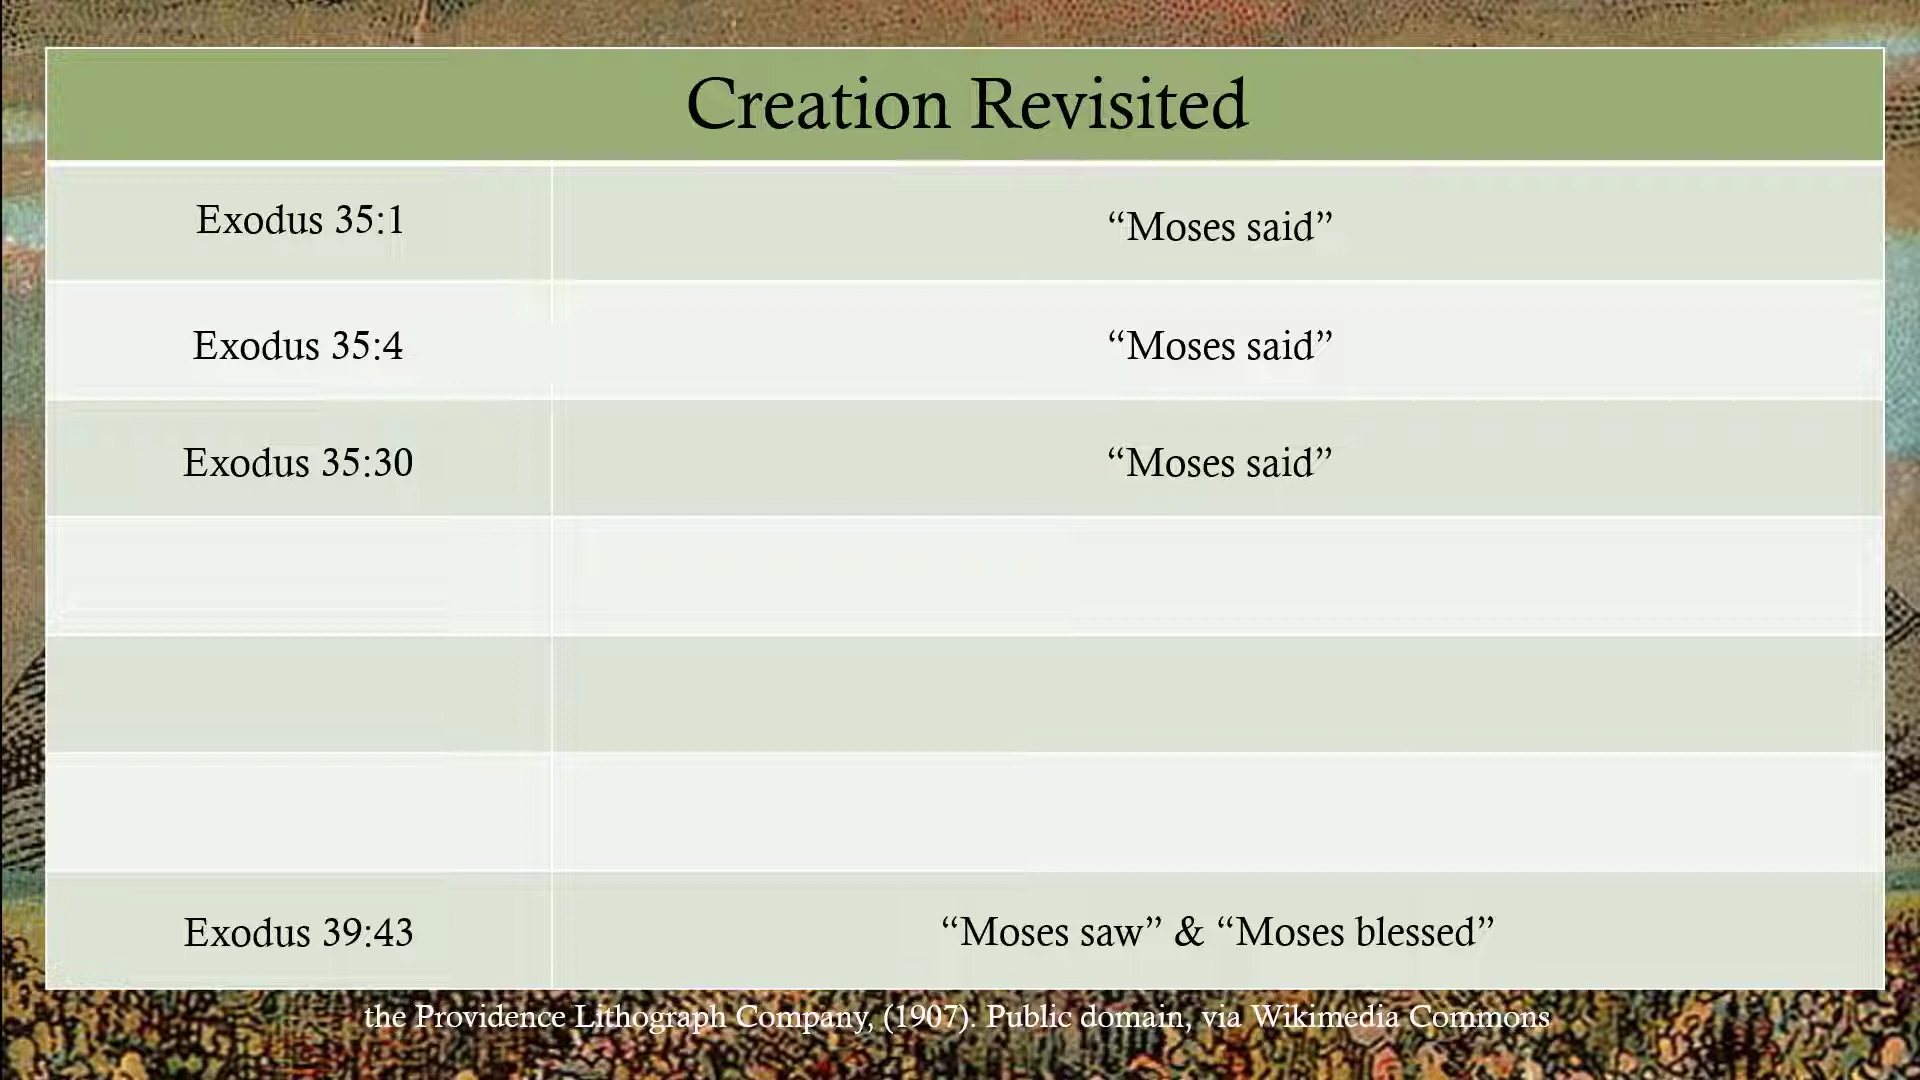 Creation Revisited
Exodus 35:1 “Moses said”
Exodus 35:4 “Moses said”
Exodus 35:30 “Moses said”
Exodus 39:43 “Moses saw” & “Moses blessed”
the Providence Lithograph Company, (1907). Public domain, via Wikimedia Commons